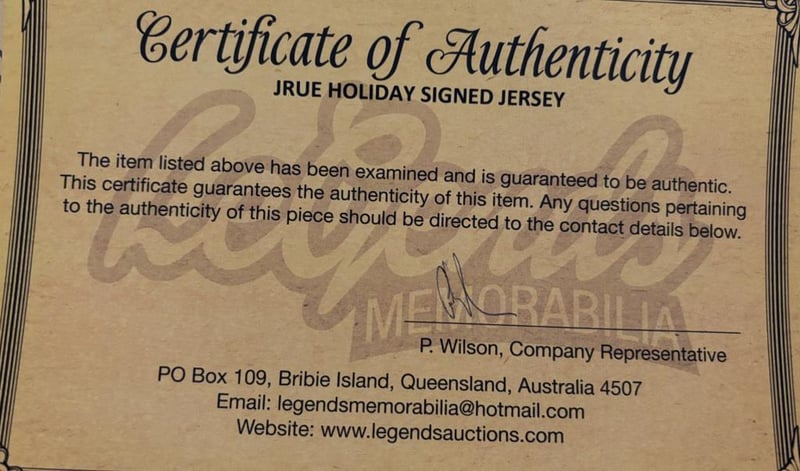 Certificate of Authenticity
JRUE HOLIDAY SIGNED JERSEY
The item listed above has been examined and is guaranteed to be authentic.
This certificate guarantees the authenticity of this item. Any questions pertaining
to the authenticity of this piece should be directed to the contact details below.
Legends
MEMORABILIA
P. Wilson, Company Representative
PO Box 109, Bribie Island, Queensland, Australia 4507
Email: legendsmemorabilia@hotmail.com
Website: www.legendsauctions.com